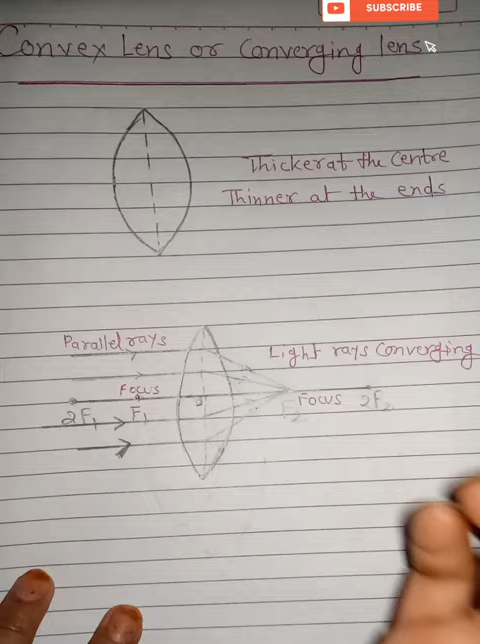 SUBSCRIBE
Convex Lens or Converging lens
Thicker at the Centre
Thinner at the ends
Parallel rays
Light rays Converging
Focus
2F₁ F₁
O
Focus 2F₂
F₂